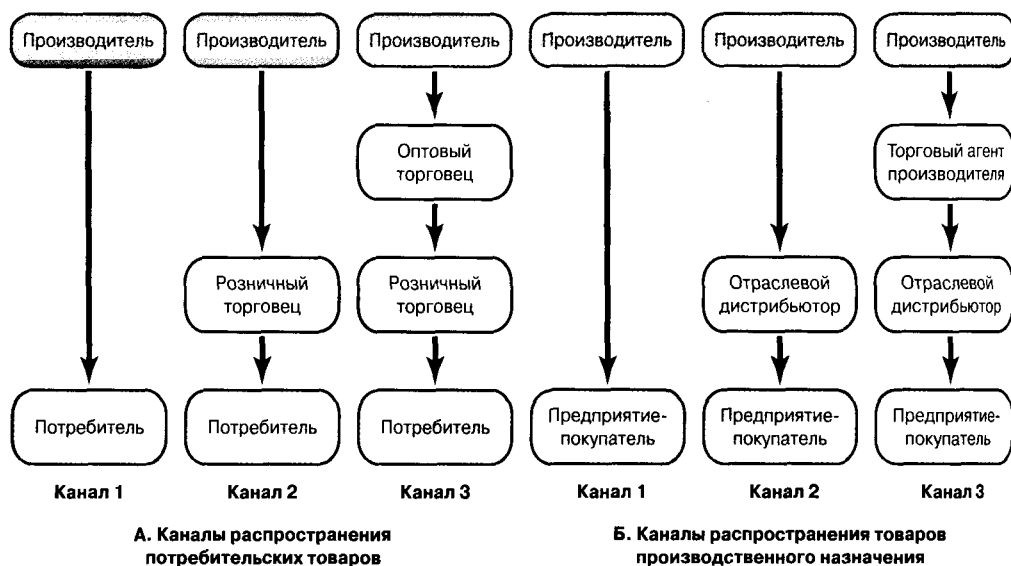 Производитель
Производитель
Производитель
Производитель
Производитель
Производитель
Оптовый
торговец
Торговый агент
производителя
Розничный
торговец
Розничный
торговец
Отраслевой
дистрибьютор
Отраслевой
дистрибьютор
Потребитель
Потребитель
Потребитель
Предприятие-
покупатель
Предприятие-
покупатель
Предприятие-
покупатель
Канал 1
Канал 2
Канал 3
Канал 1
Канал 2
Канал 3
А. Каналы распространения
потребительских товаров
Б. Каналы распространения товаров
производственного назначения